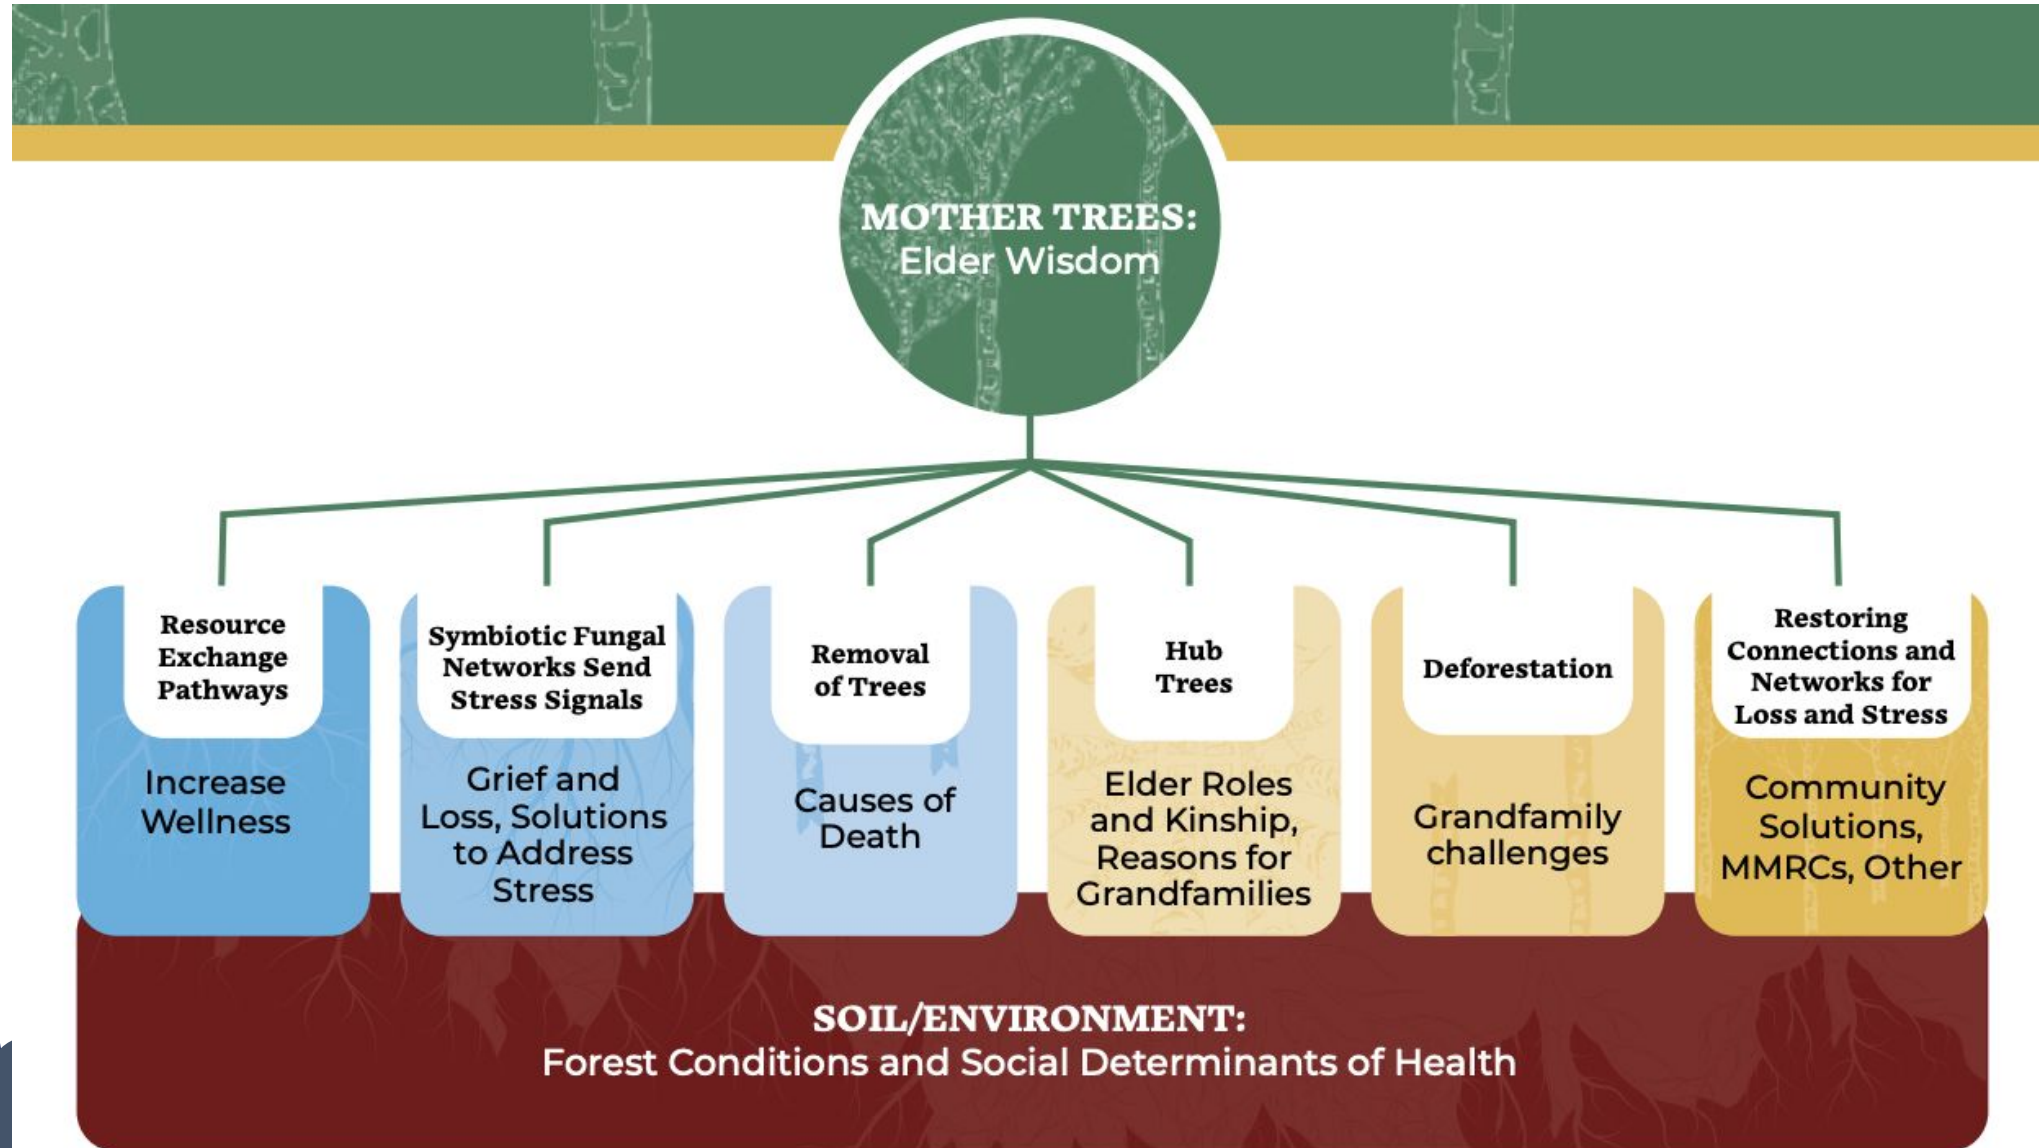 MOTHER TREES:
Elder Wisdom
Resource
Exchange
Pathways
Increase
Wellness
Symbiotic Fungal
Networks Send
Stress Signals
Grief and
Loss, Solutions
to Address
Stress
Removal
of Trees
Causes of
Death
Hub
Trees
Elder Roles
and Kinship,
Reasons for
Grandfamilies
Deforestation
Grandfamily
challenges
Restoring
Connections and
Networks for
Loss and Stress
Community
Solutions,
MMRCs, Other
SOIL/ENVIRONMENT:
Forest Conditions and Social Determinants of Health